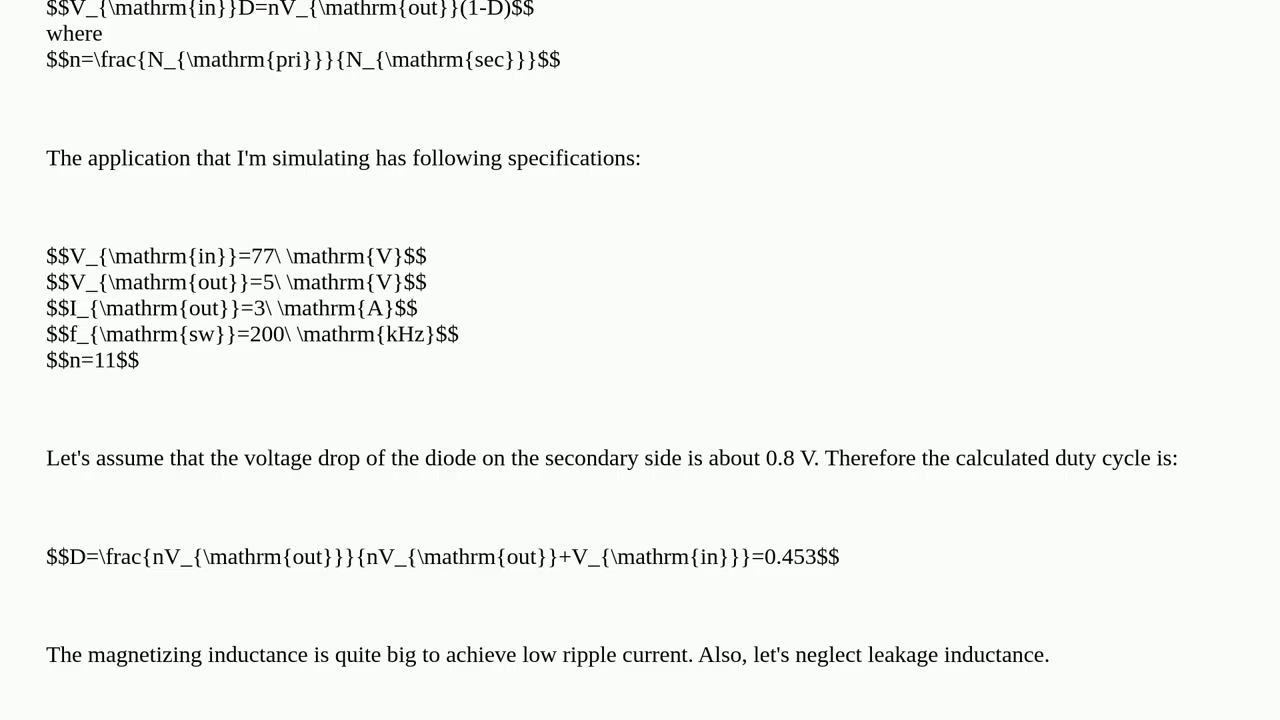 $$V_{\mathrm{in}}D=nV_{\mathrm{out}}(1-D)$$
where
$$n=\frac{N_{\mathrm{pri}}}{N_{\mathrm{sec}}}$$
The application that I'm simulating has following specifications:
$$V_{\mathrm{in}}=77\ \mathrm{V}$$
$$V_{\mathrm{out}}=5\ \mathrm{V}$$
$$I_{\mathrm{out}}=3\ \mathrm{A}$$
$$f_{\mathrm{sw}}=200\ \mathrm{kHz}$$
$$n=11$$
Let's assume that the voltage drop of the diode on the secondary side is about 0.8 V. Therefore the calculated duty cycle is:
$$D=\frac{nV_{\mathrm{out}}}{nV_{\mathrm{out}}+V_{\mathrm{in}}}=0.453$$
The magnetizing inductance is quite big to achieve low ripple current. Also, let's neglect leakage inductance.